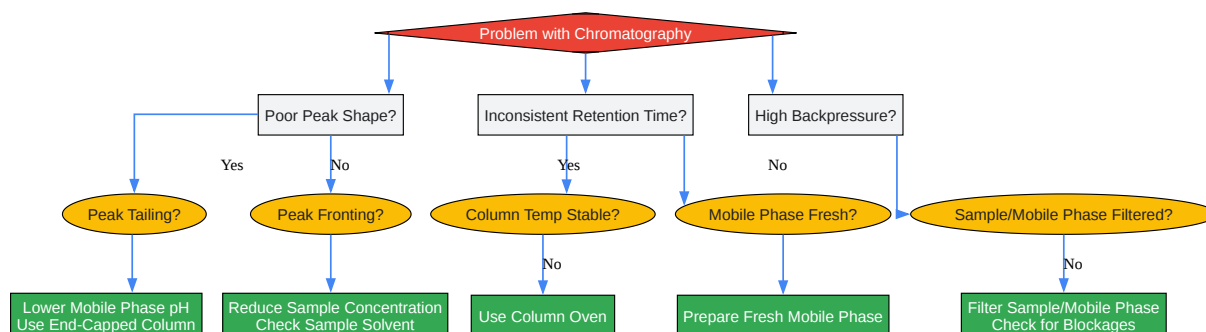 Problem with Chromatography
Poor Peak Shape?
Inconsistent Retention Time?
High Backpressure?
Yes
No
Yes
No
Peak Tailing?
Peak Fronting?
Column Temp Stable?
Mobile Phase Fresh?
Sample/Mobile Phase Filtered?
No
No
Lower Mobile Phase pH
Use End-Capped Column
Reduce Sample Concentration
Check Sample Solvent
Use Column Oven
Prepare Fresh Mobile Phase
Filter Sample/Mobile Phase
Check for Blockages